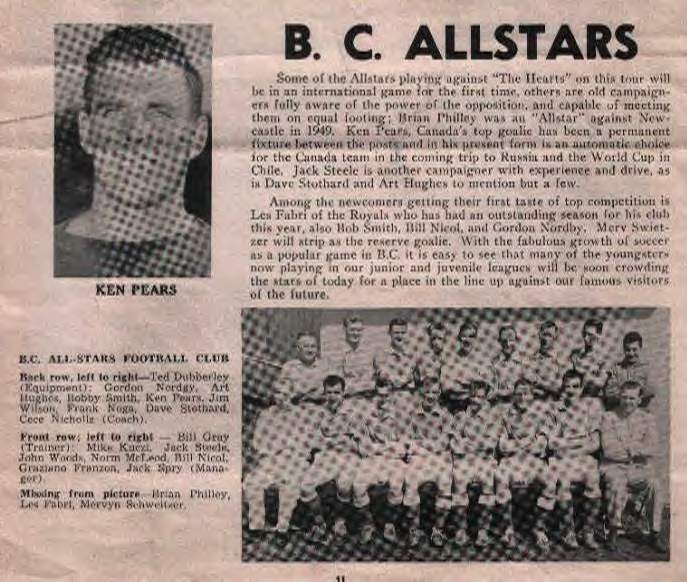 B. C. ALLSTARS
Some of the Allstars playing against "The Hearts" on this tour will
be in an international game for the first time, others are old campaign-
ers fully aware of the power of the opposition, and capable of meeting
them on equal footing; Brian Philley was an "Allstar" against New-
castle in 1949. Ken Pears, Canada's top goalie has been a permanent
fixture between the posts and in his present form is an automatic choice
for the Canada team in the coming trip to Russia and the World Cup in
Chile. Jack Steele is another campaigner with experience and drive, as
is Dave Stothard and Art Hughes to mention but a few.
Among the newcomers getting their first taste of top competition is
Les Fabri of the Royals who has had an outstanding season for his club
this year, also Bob Smith, Bill Nicol, and Gordon Nordby. Merv Swiet-
zer will strip as the reserve goalie. With the fabulous growth of soccer
as a popular game in B.C. it is easy to see that many of the youngsters
now playing in our junior and juvenile leagues will be soon crowding
the stars of today for a place in the line up against our famous visitors
of the future.
KEN PEARS
B.C. ALL-STARS FOOTBALL CLUB
Back row, left to right—Ted Dubberley
(Equipment); Gordon Nordgy, Art
Hughes, Bobby Smith, Ken Pears, Jim
Wilson, Frank Noga, Dave Stothard,
Cece Nicholls (Coach).
Front row; left to right — Bill Gray
(Trainer); Mike Kuczi, Jack Steele,
John Woods, Norm McLeod, Bill Nicol,
Graziano Franzon, Jack Spry (Mana-
ger).
Missing from picture—Brian Philley,
Les Fabri, Mervyn Schweitzer.
11